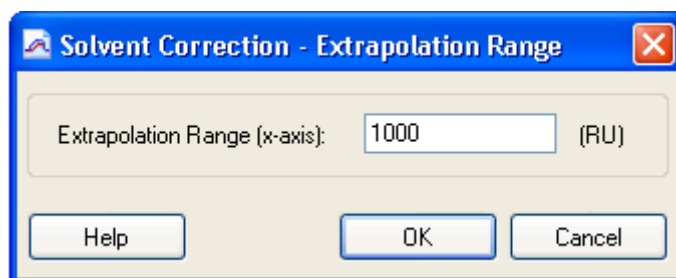 Solvent Correction - Extrapolation Range
Extrapolation Range (x-axis): 1000 (RU)
Help OK Cancel